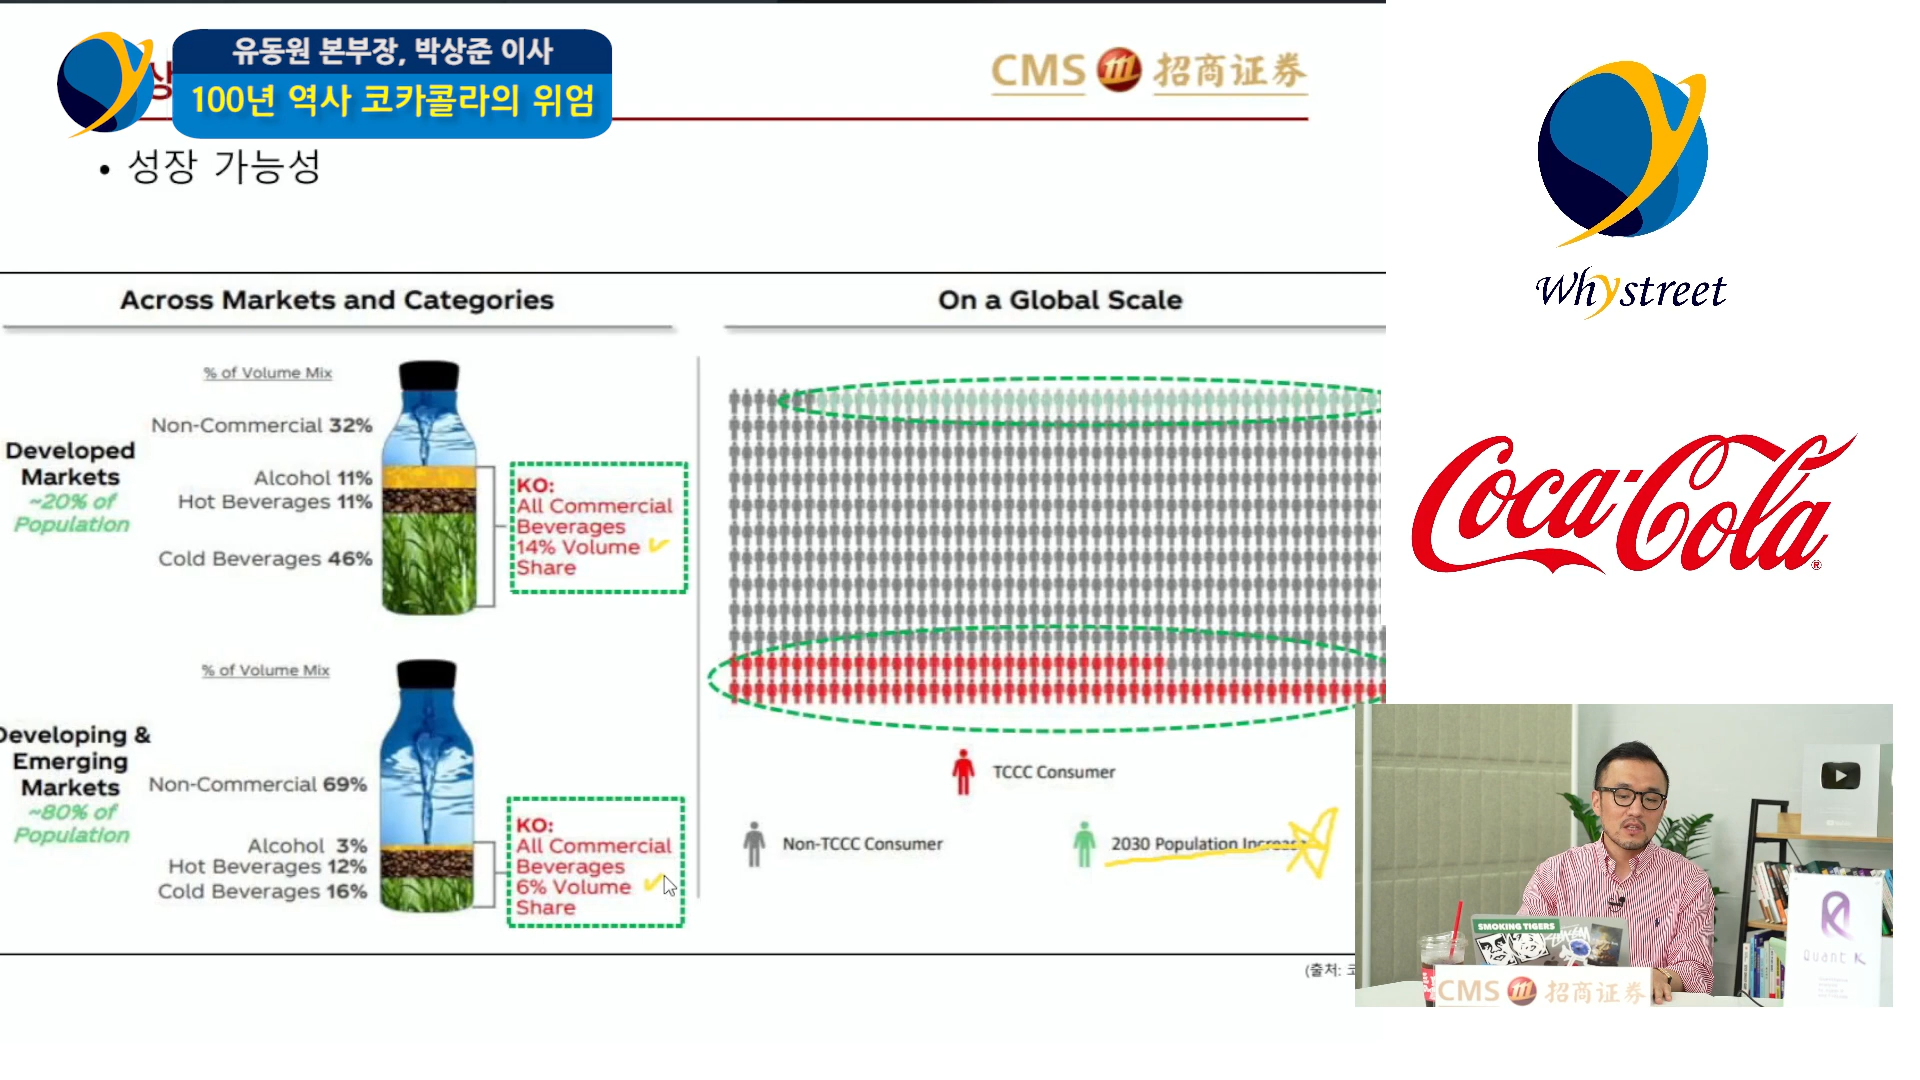 유동원 본부장, 박상준 이사
100년 역사 코카콜라의 위엄
CMS 招商证券
• 성장 가능성
Across Markets and Categories
% of Volume Mix
Developed
Markets
~20% of
Population
Non-Commercial 32%
Alcohol 11%
Hot Beverages 11%
Cold Beverages 46%
KO:
All Commercial
Beverages
14% Volume
Share
% of Volume Mix
Developing &
Emerging
Markets
~80% of
Population
Non-Commercial 69%
Alcohol 3%
Hot Beverages 12%
Cold Beverages 16%
KO:
All Commercial
Beverages
6% Volume
Share
On a Global Scale
TCCC Consumer
Non-TCCC Consumer
2030 Population Increase
(출처:
Whystreet
Coca-Cola
®
SMOKING TIGERS
CMS 招商证券
Quant K